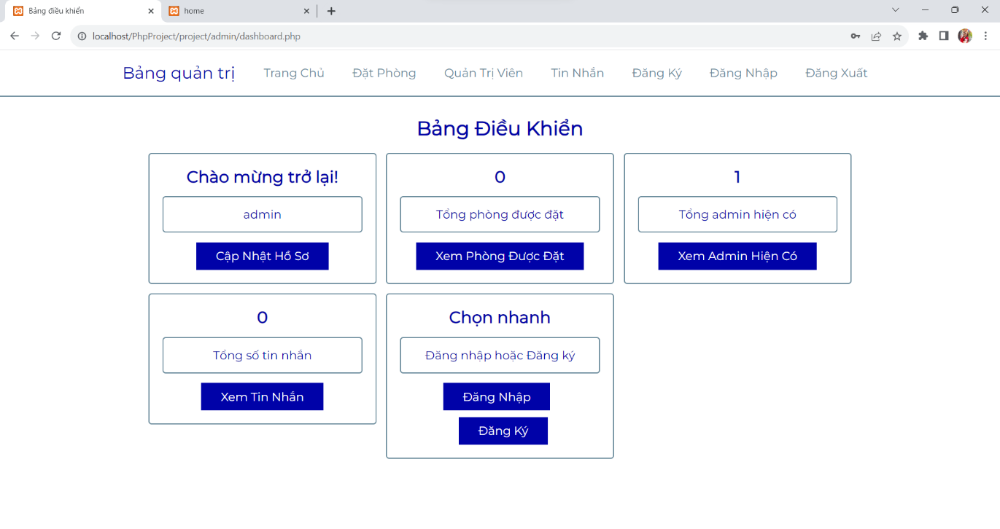 Bảng điều khiển
home
localhost/PhpProject/project/admin/dashboard.php
Bảng quản trị Trang Chủ Đặt Phòng Quản Trị Viên Tin Nhắn Đăng Ký Đăng Nhập Đăng Xuất
Bảng Điều Khiển
Chào mừng trở lại!
admin
Cập Nhật Hồ Sơ
0
Tổng phòng được đặt
Xem Phòng Được Đặt
1
Tổng admin hiện có
Xem Admin Hiện Có
0
Tổng số tin nhắn
Xem Tin Nhắn
Chọn nhanh
Đăng nhập hoặc Đăng ký
Đăng Nhập
Đăng Ký